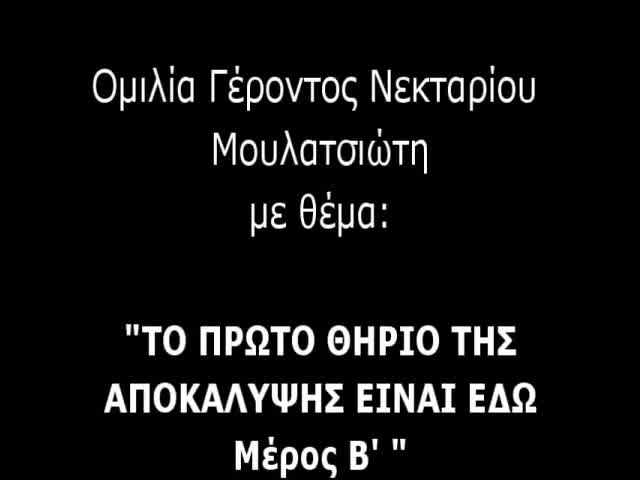 Ομιλία Γέροντος Νεκταρίου
Μουλατσιώτη
με θέμα:
"ΤΟ ΠΡΩΤΟ ΘΗΡΙΟ ΤΗΣ
ΑΠΟΚΑΛΥΨΗΣ ΕΙΝΑΙ ΕΔΩ
Μέρος Β' "